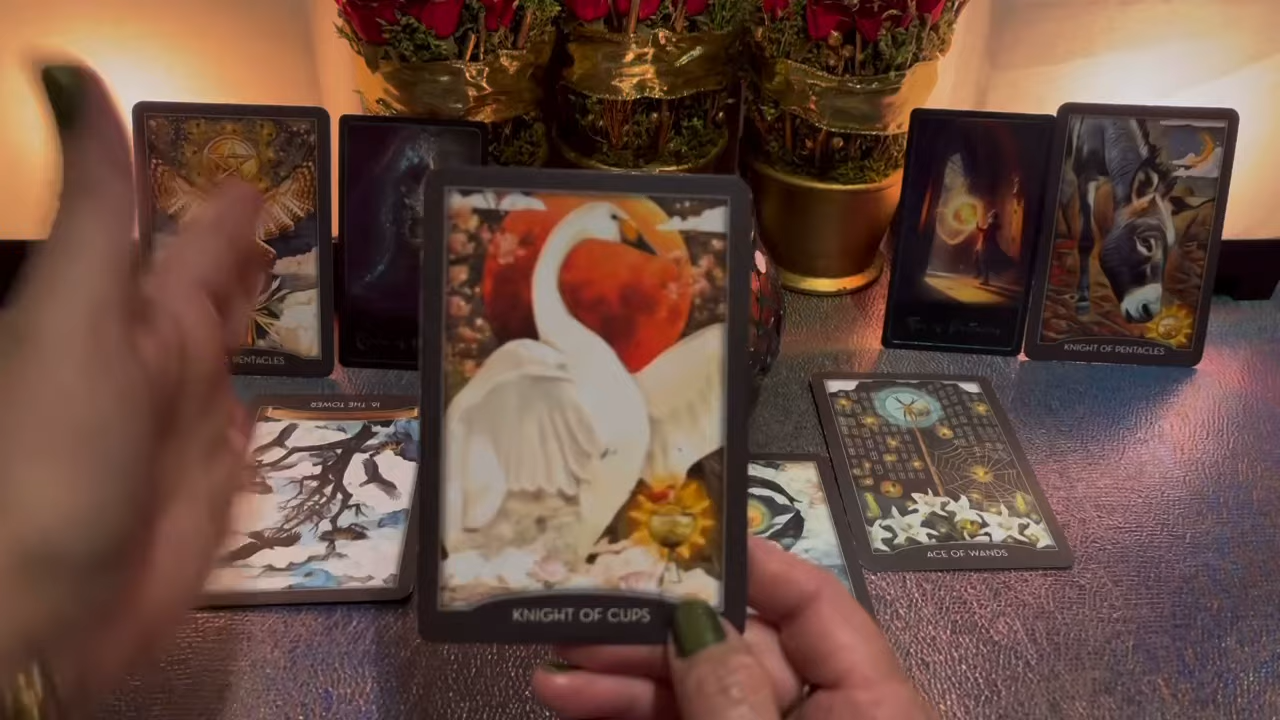 PENTACLES
KNIGHT OF PENTACLES
16. THE TOWER
ACE OF WANDS
KNIGHT OF CUPS